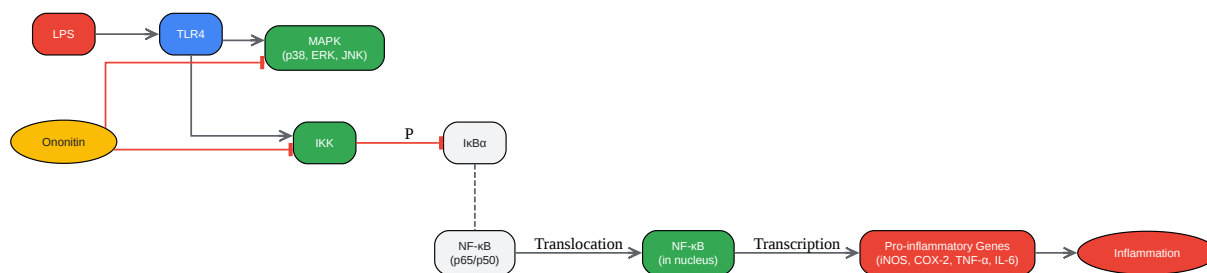 LPS
TLR4
MAPK
(p38, ERK, JNK)
Ononitin
IKK
P
IκBα
NF-κB
(p65/p50)
Translocation
NF-κB
(in nucleus)
Transcription
Pro-inflammatory Genes
(iNOS, COX-2, TNF-α, IL-6)
Inflammation